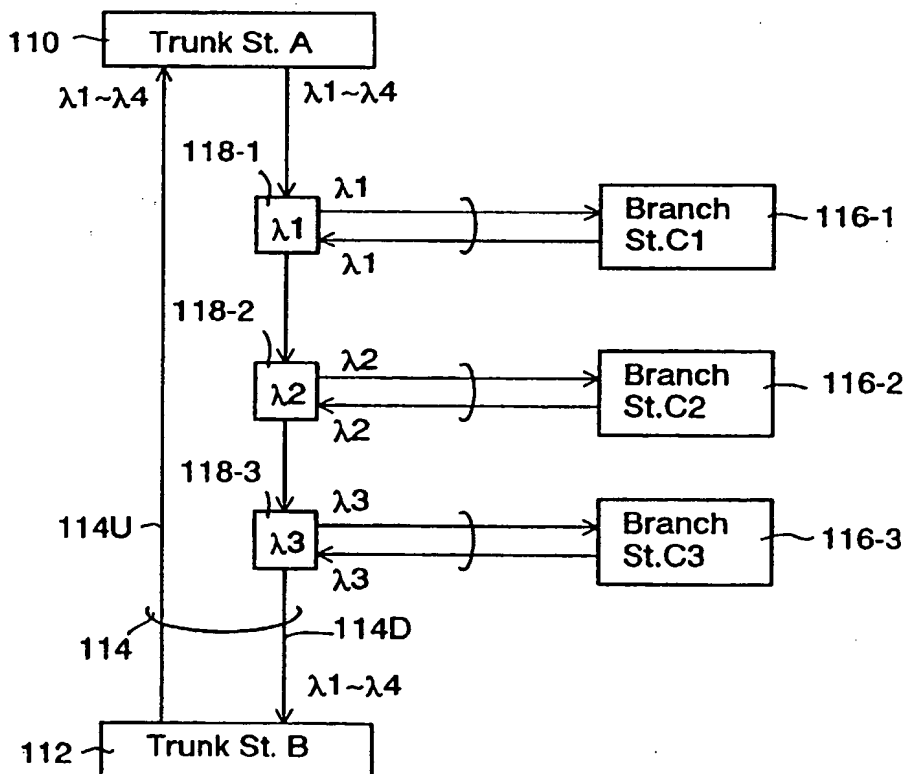 110
Trunk St. A
λ1~λ4
λ1~λ4
118-1
λ1
λ1
λ1
Branch
St.C1
116-1
118-2
λ2
λ2
λ2
Branch
St.C2
116-2
118-3
λ3
λ3
λ3
Branch
St.C3
116-3
114U
114
114D
λ1~λ4
112
Trunk St. B